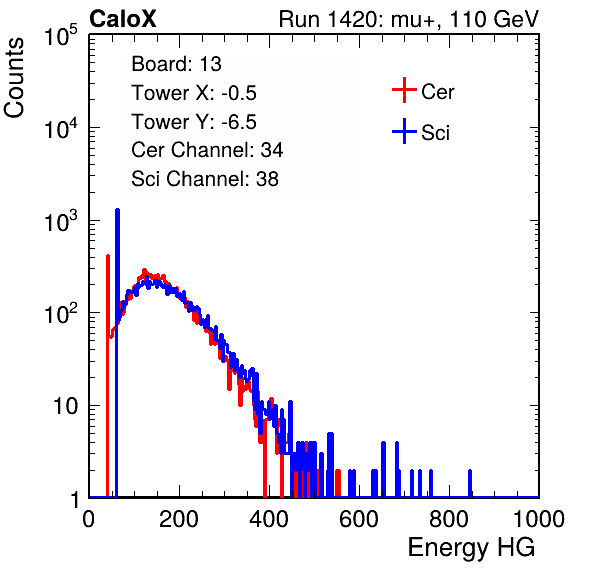 CaloX Run 1420: mu+, 110 GeV
Counts
10^5
10^4
10^3
10^2
10
1
Board: 13
Tower X: -0.5
Tower Y: -6.5
Cer Channel: 34
Sci Channel: 38
Cer
Sci
0 200 400 600 800 1000
Energy HG